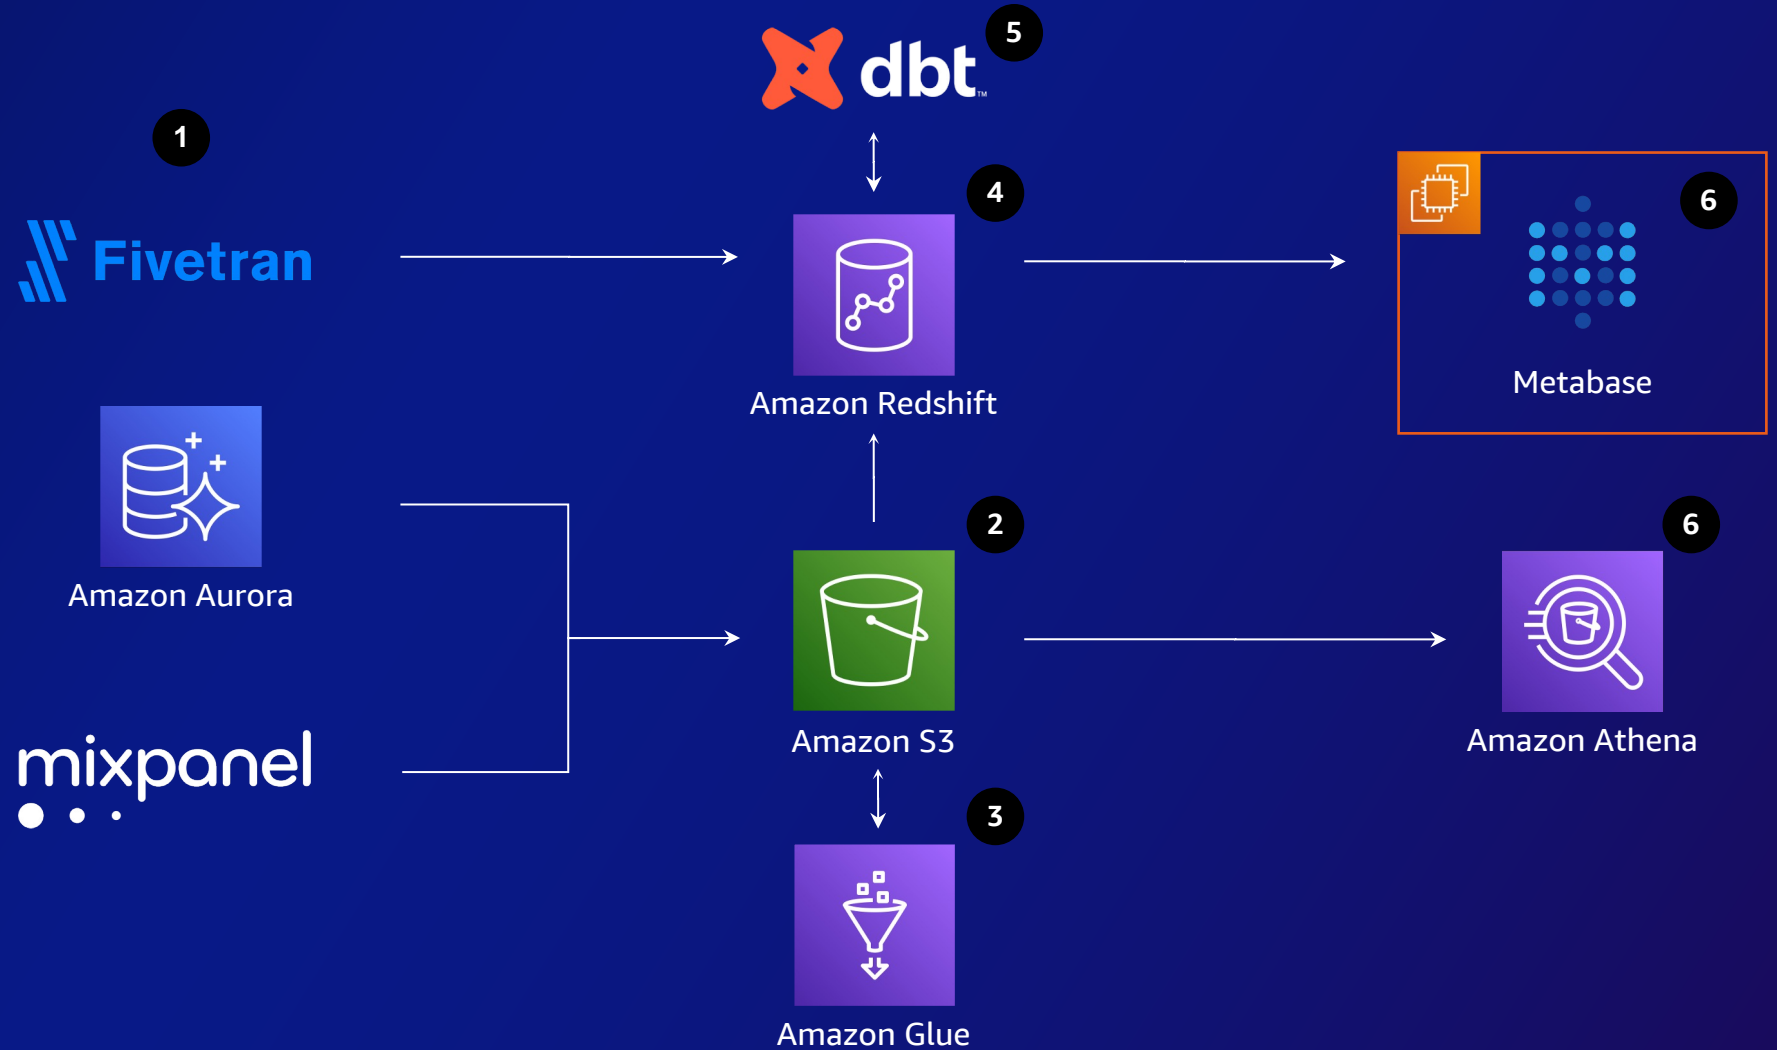 5
dbt
TM
1
4
6
Fivetran
Amazon Redshift
Metabase
2
6
Amazon Aurora
Amazon S3
Amazon Athena
mixpanel
3
Amazon Glue